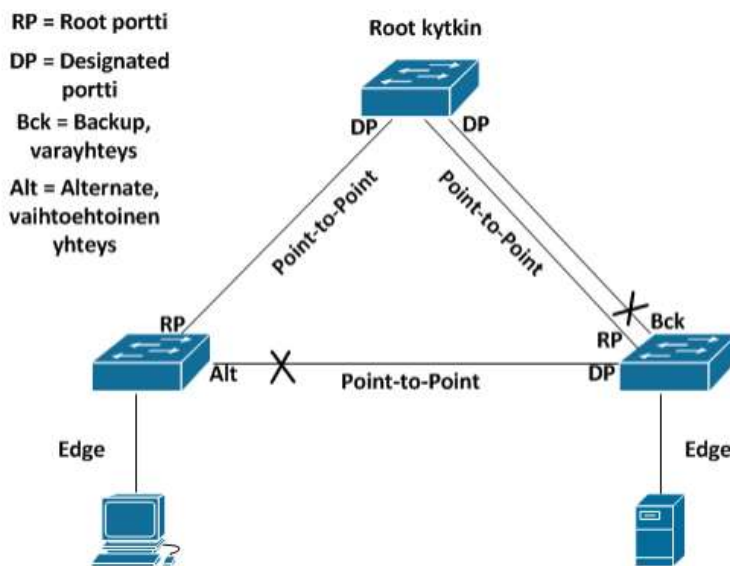 RP = Root portti
DP = Designated
portti
Bck = Backup,
varayhteys
Alt = Alternate,
vaihtoehtoinen
yhteys
Root kytkin
DP
DP
Point-to-Point
Point-to-Point
RP
Bck
RP
Alt
Point-to-Point
DP
Edge
Edge